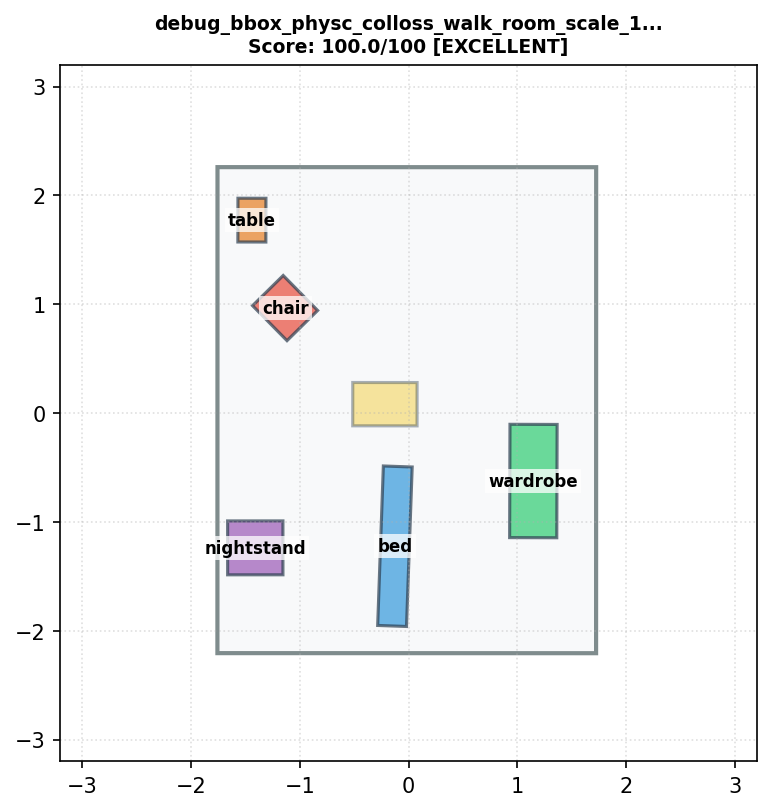 debug_bbox_physc_colloss_walk_room_scale_1...
Score: 100.0/100 [EXCELLENT]
3
2
table
1
chair
0
wardrobe
−1
nightstand
bed
−2
−3
−3 −2 −1 0 1 2 3